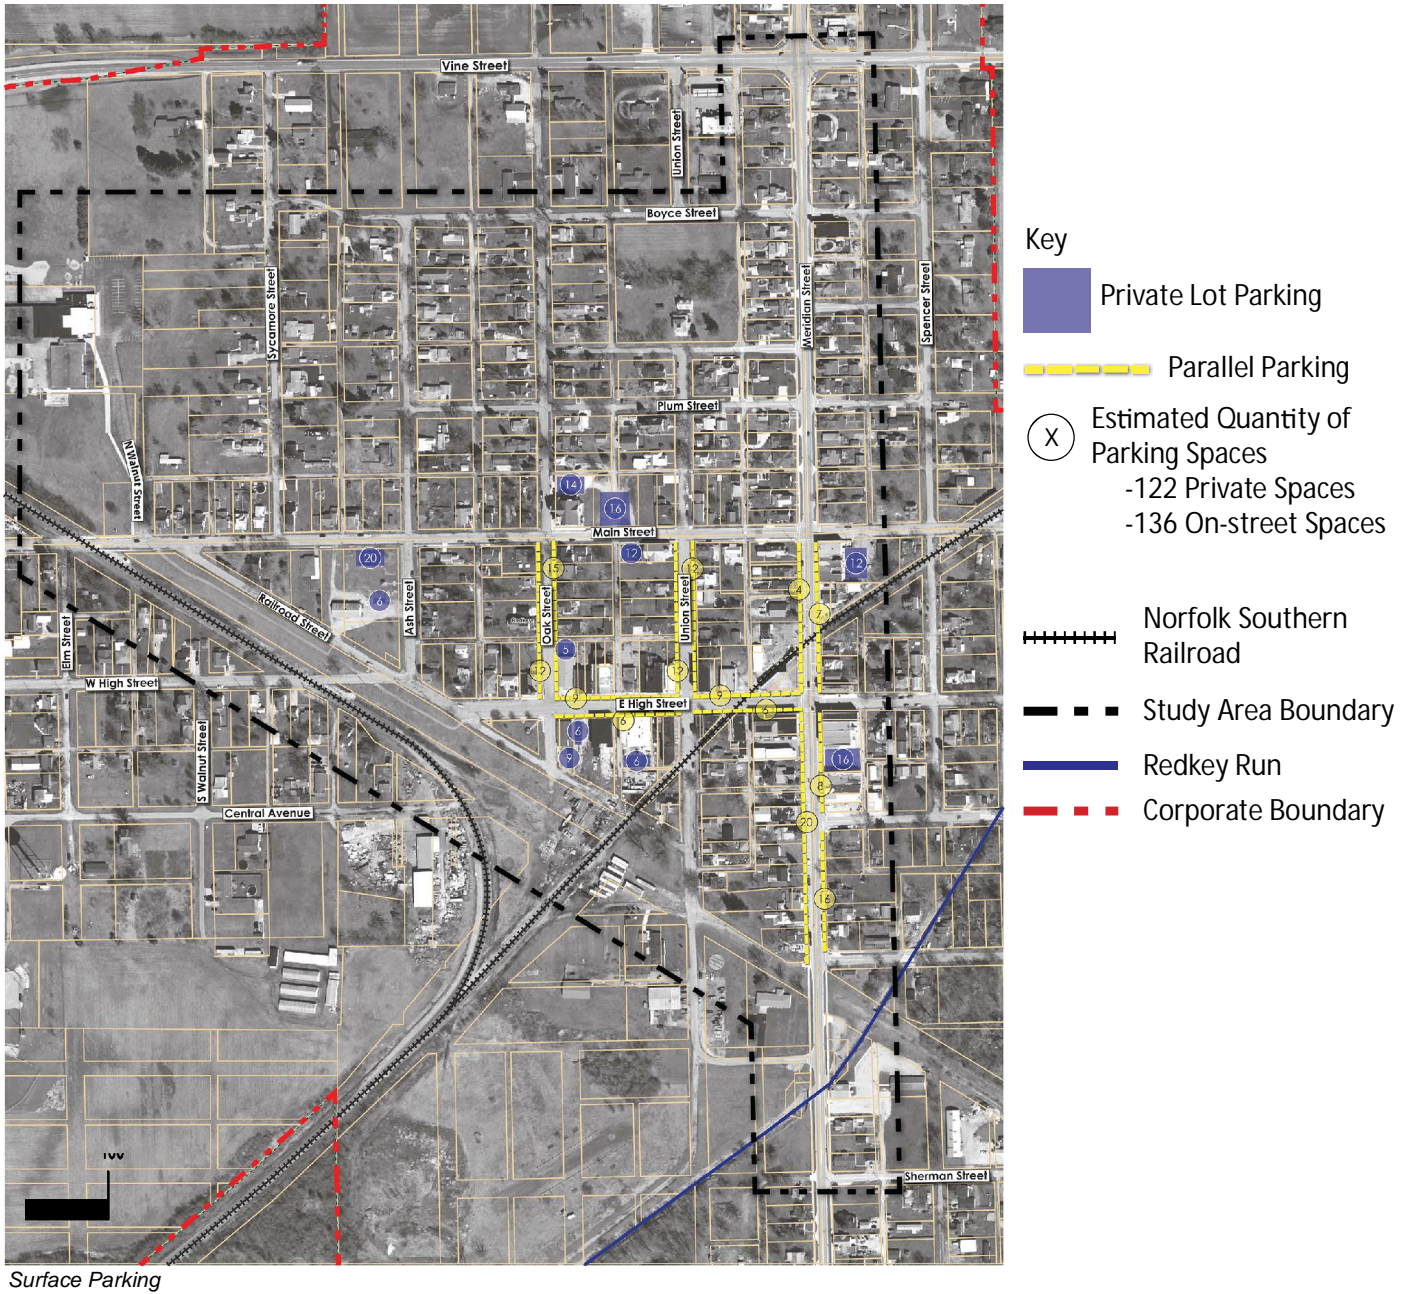 Vine Street
Union Street
Boyce Street
Sycamore Street
Meridian Street
Spencer Street
Plum Street
N Walnut Street
14
16
Main Street
20
12
15
12
12
6
4
7
Railroad Street
Ash Street
Oak Street
Union Street
Elm Street
5
12
12
W High Street
9
E High Street
5
6
6
S Walnut Street
9
6
16
8
Central Avenue
20
16
Sherman Street
100
Key
Private Lot Parking
Parallel Parking
X
Estimated Quantity of
Parking Spaces
-122 Private Spaces
-136 On-street Spaces
Norfolk Southern
Railroad
Study Area Boundary
Redkey Run
Corporate Boundary
Surface Parking